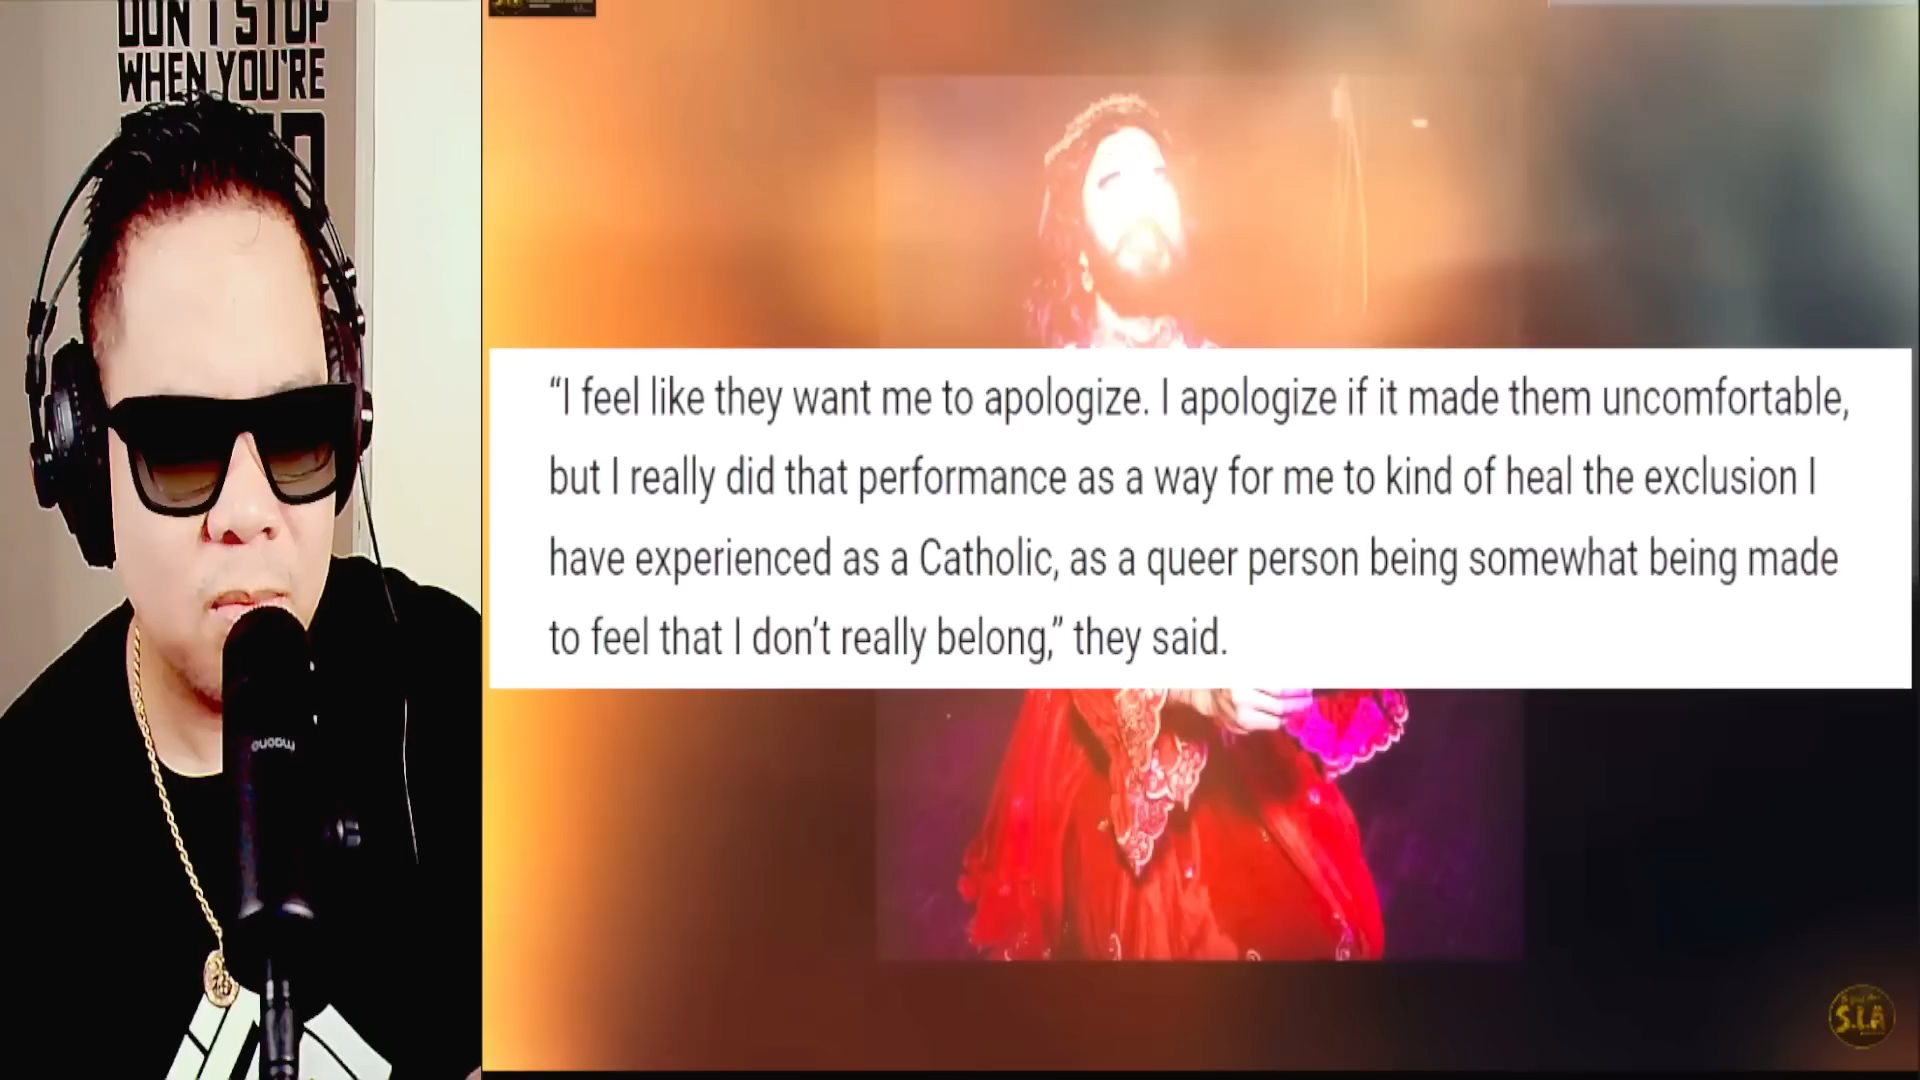 DON'T STOP
WHEN YOU'RE
“I feel like they want me to apologize. I apologize if it made them uncomfortable,
but I really did that performance as a way for me to kind of heal the exclusion I
have experienced as a Catholic, as a queer person being somewhat being made
to feel that I don’t really belong,” they said.
maono
S.L.A